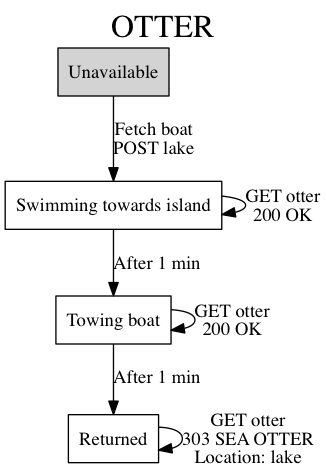 OTTER
Unavailable
Fetch boat
POST lake
Swimming towards island
GET otter
200 OK
After 1 min
Towing boat
GET otter
200 OK
After 1 min
Returned
GET otter
303 SEA OTTER
Location: lake